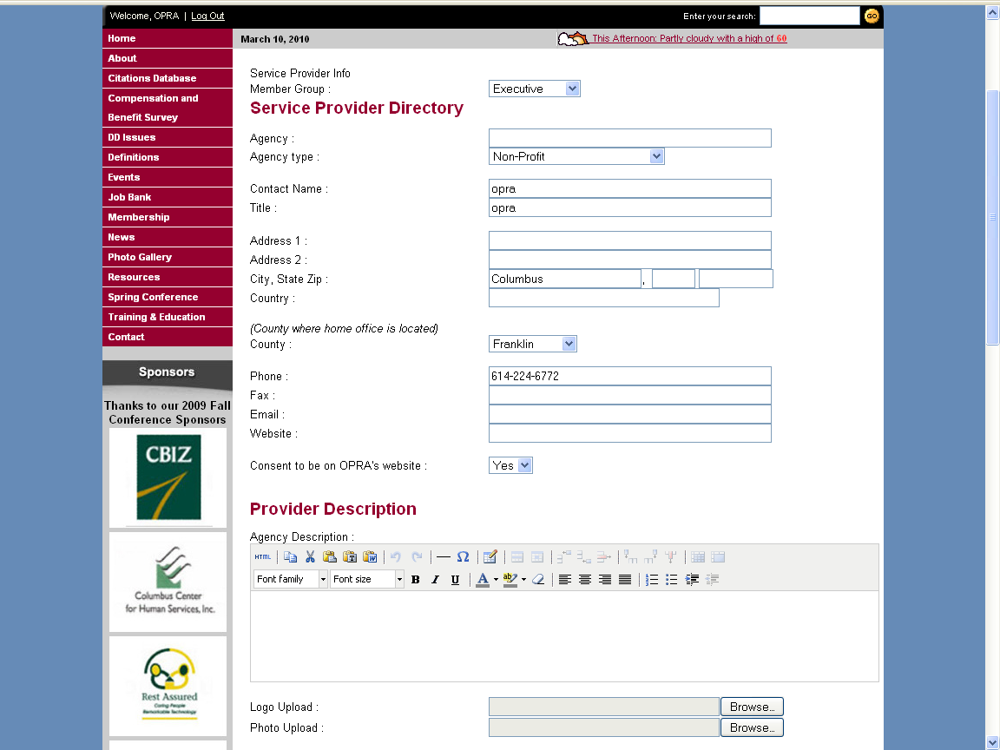 Welcome, OPRA | Log Out
Enter your search:
GO
Home
About
Citations Database
Compensation and
Benefit Survey
DD Issues
Definitions
Events
Job Bank
Membership
News
Photo Gallery
Resources
Spring Conference
Training & Education
Contact
Sponsors
Thanks to our 2009 Fall
Conference Sponsors
CBIZ
Columbus Center
for Human Services, Inc.
Rest Assured
Caring People
Remarkable Technology
March 10, 2010
This Afternoon: Partly cloudy with a high of 60
Service Provider Info
Member Group : Executive
Service Provider Directory
Agency :
Agency type : Non-Profit
Contact Name : opra
Title : opra
Address 1 :
Address 2 :
City, State Zip : Columbus ,
Country :
(County where home office is located)
County : Franklin
Phone : 614-224-6772
Fax :
Email :
Website :
Consent to be on OPRA's website : Yes
Provider Description
Agency Description :
HTML
Font family Font size B I U A ab
Logo Upload : Browse...
Photo Upload : Browse...